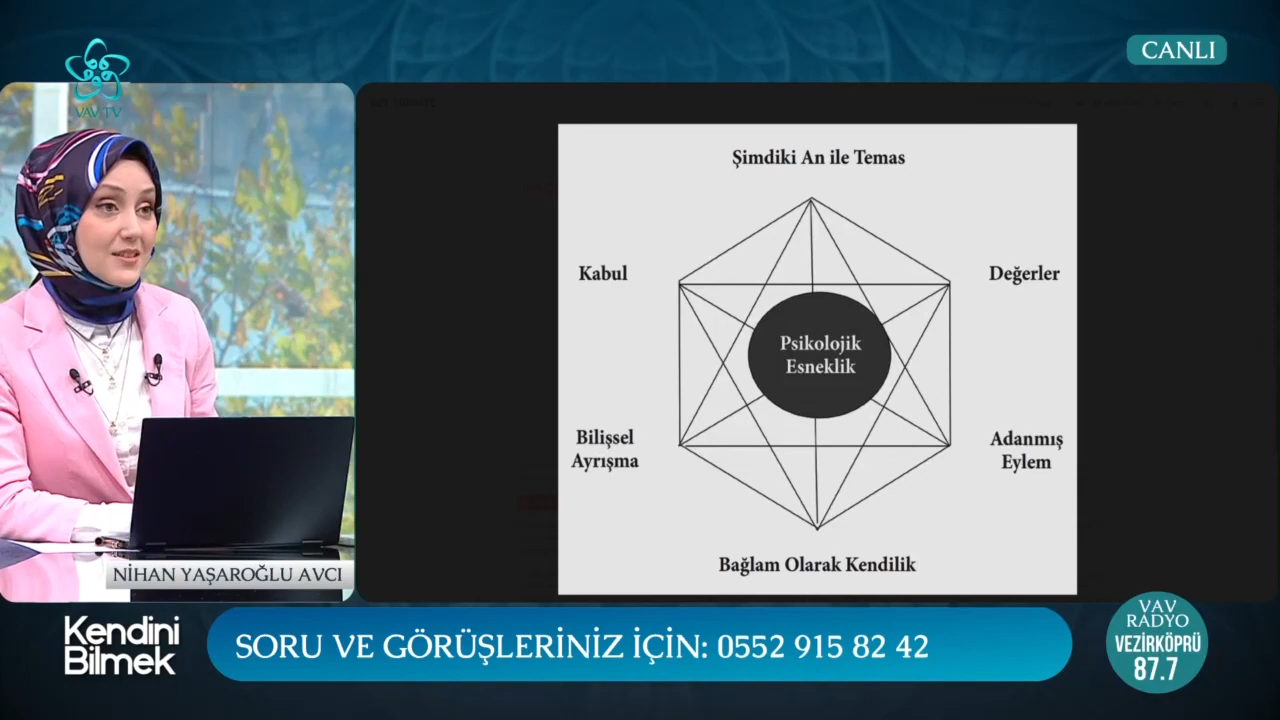 CANLI
VAV TV
Şimdiki An ile Temas
Kabul
Değerler
Psikolojik
Esneklik
Bilişsel
Ayrışma
Adanmış
Eylem
Bağlam Olarak Kendilik
NİHAN YAŞAROĞLU AVCI
Kendini
Bilmek
SORU VE GÖRÜŞLERİNİZ İÇİN: 0552 915 82 42
VAV
RADYO
VEZİRKÖPRÜ
87.7